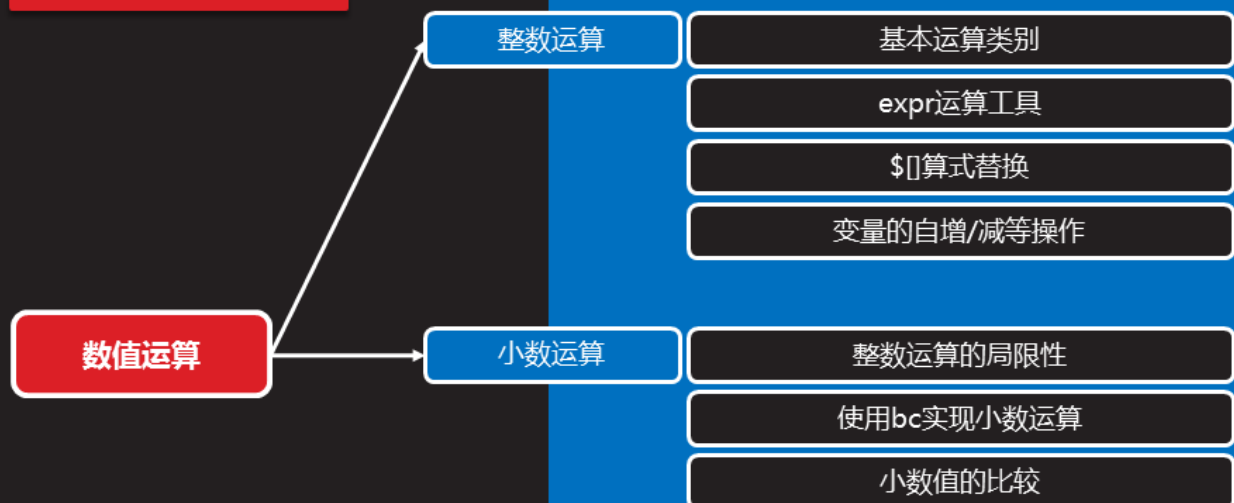 整数运算
基本运算类别
expr运算工具
$[]算式替换
变量的自增/减等操作
数值运算
小数运算
整数运算的局限性
使用bc实现小数运算
小数值的比较